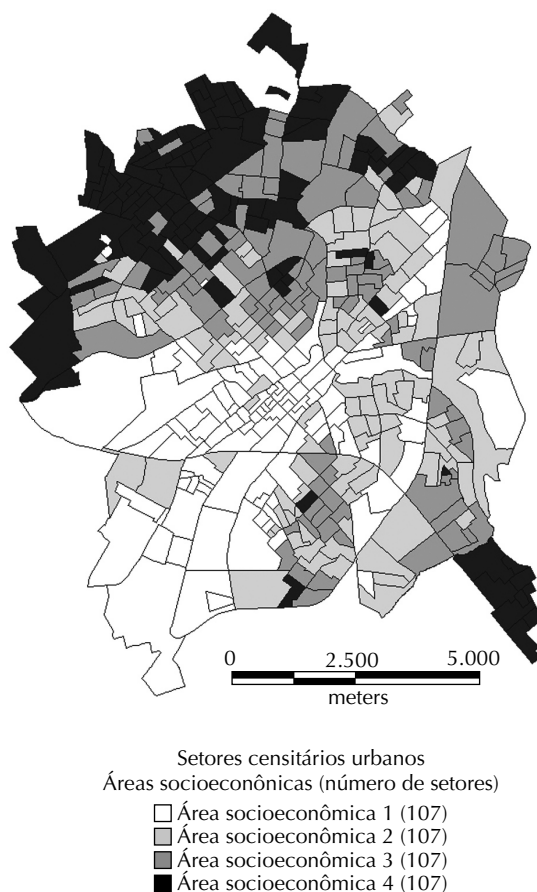 0 2.500 5.000
meters
Setores censitários urbanos
Áreas socioeconônicas (número de setores)
Área socioeconômica 1 (107)
Área socioeconômica 2 (107)
Área socioeconômica 3 (107)
Área socioeconômica 4 (107)